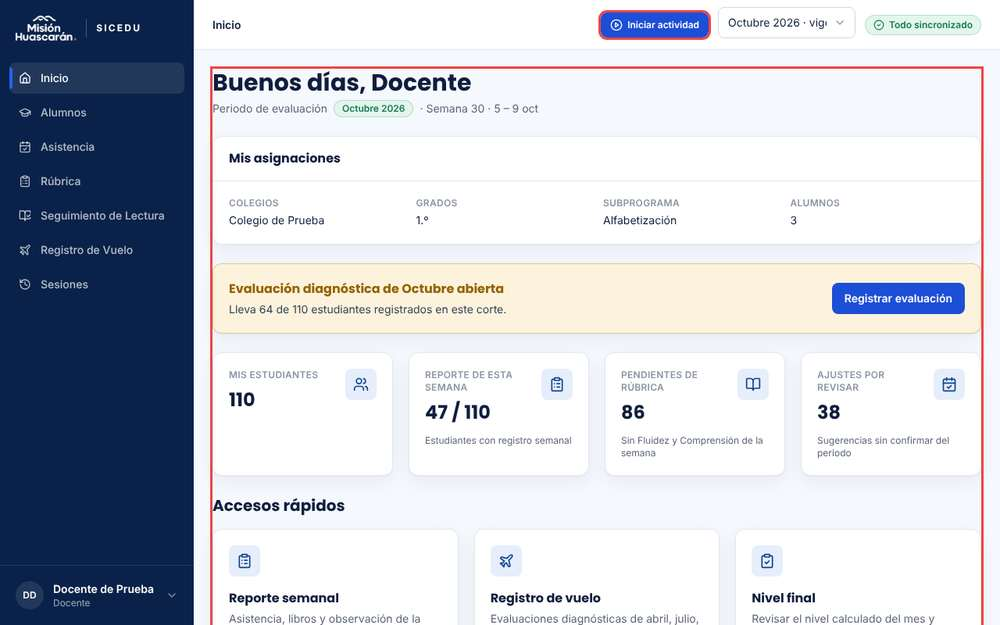 Misión
Huascarán.
SICEDU
Inicio
Alumnos
Asistencia
Rúbrica
Seguimiento de Lectura
Registro de Vuelo
Sesiones
DD
Docente de Prueba
Docente
Inicio
Iniciar actividad
Octubre 2026 · vig
Todo sincronizado
Buenos días, Docente
Periodo de evaluación Octubre 2026 · Semana 30 · 5 – 9 oct
Mis asignaciones
COLEGIOS GRADOS SUBPROGRAMA ALUMNOS
Colegio de Prueba 1.º Alfabetización 3
Evaluación diagnóstica de Octubre abierta
Lleva 64 de 110 estudiantes registrados en este corte.
Registrar evaluación
MIS ESTUDIANTES
110
REPORTE DE ESTA
SEMANA
47 / 110
Estudiantes con registro semanal
PENDIENTES DE
RÚBRICA
86
Sin Fluidez y Comprensión de la
semana
AJUSTES POR
REVISAR
38
Sugerencias sin confirmar del
periodo
Accesos rápidos
Reporte semanal
Asistencia, libros y observación de la
Registro de vuelo
Evaluaciones diagnósticas de abril, julio,
Nivel final
Revisar el nivel calculado del mes y